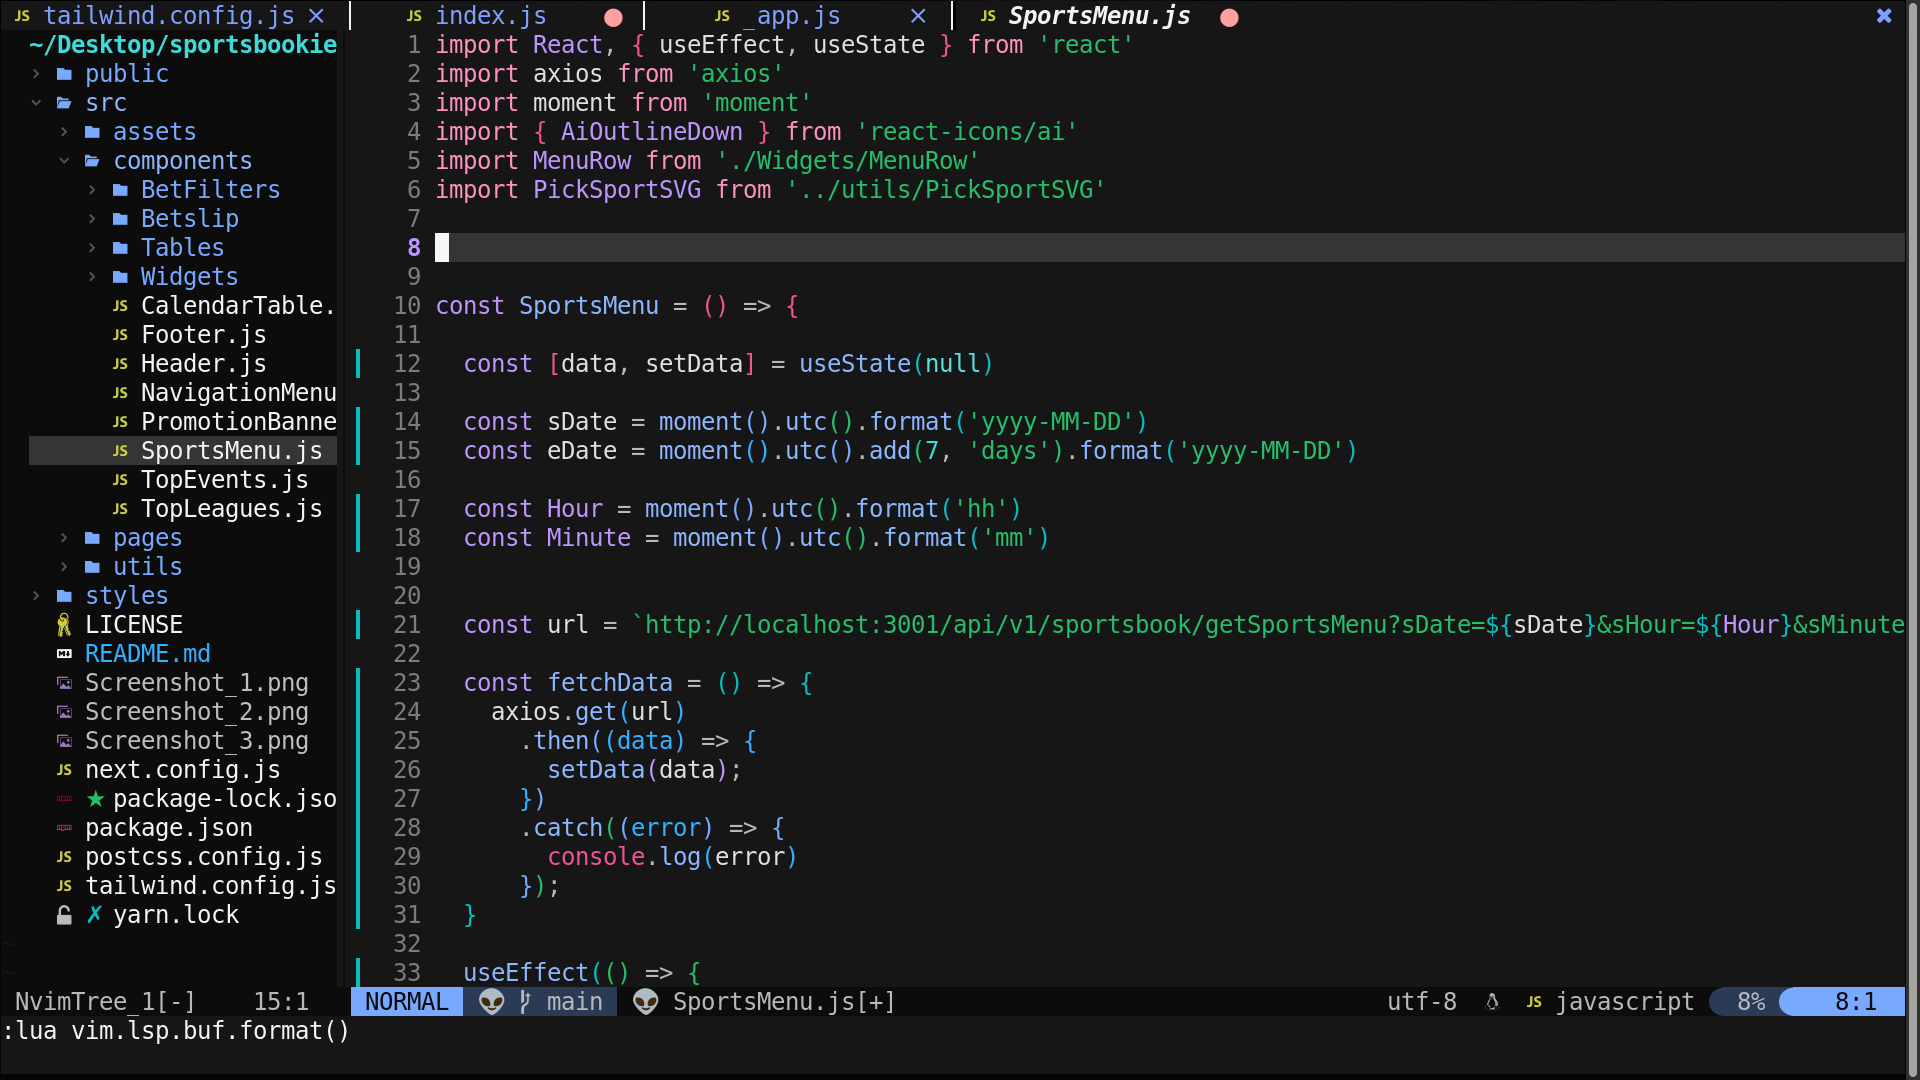 JS tailwind.config.js × JS index.js ● JS _app.js × JS SportsMenu.js ● ✖
~/Desktop/sportsbookie
public
src
assets
components
BetFilters
Betslip
Tables
Widgets
JS CalendarTable.
JS Footer.js
JS Header.js
JS NavigationMenu
JS PromotionBanne
JS SportsMenu.js
JS TopEvents.js
JS TopLeagues.js
pages
utils
styles
LICENSE
README.md
Screenshot_1.png
Screenshot_2.png
Screenshot_3.png
JS next.config.js
★ package-lock.jso
package.json
JS postcss.config.js
JS tailwind.config.js
✗ yarn.lock
~
~
1 import React, { useEffect, useState } from 'react'
2 import axios from 'axios'
3 import moment from 'moment'
4 import { AiOutlineDown } from 'react-icons/ai'
5 import MenuRow from './Widgets/MenuRow'
6 import PickSportSVG from '../utils/PickSportSVG'
7
8
9
10 const SportsMenu = () => {
11
12   const [data, setData] = useState(null)
13
14   const sDate = moment().utc().format('yyyy-MM-DD')
15   const eDate = moment().utc().add(7, 'days').format('yyyy-MM-DD')
16
17   const Hour = moment().utc().format('hh')
18   const Minute = moment().utc().format('mm')
19
20
21   const url = `http://localhost:3001/api/v1/sportsbook/getSportsMenu?sDate=${sDate}&sHour=${Hour}&sMinute
22
23   const fetchData = () => {
24     axios.get(url)
25       .then((data) => {
26         setData(data);
27       })
28       .catch((error) => {
29         console.log(error)
30       });
31   }
32
33   useEffect(() => {
NvimTree_1[-] 15:1 NORMAL main SportsMenu.js[+] utf-8 JS javascript 8% 8:1
:lua vim.lsp.buf.format()